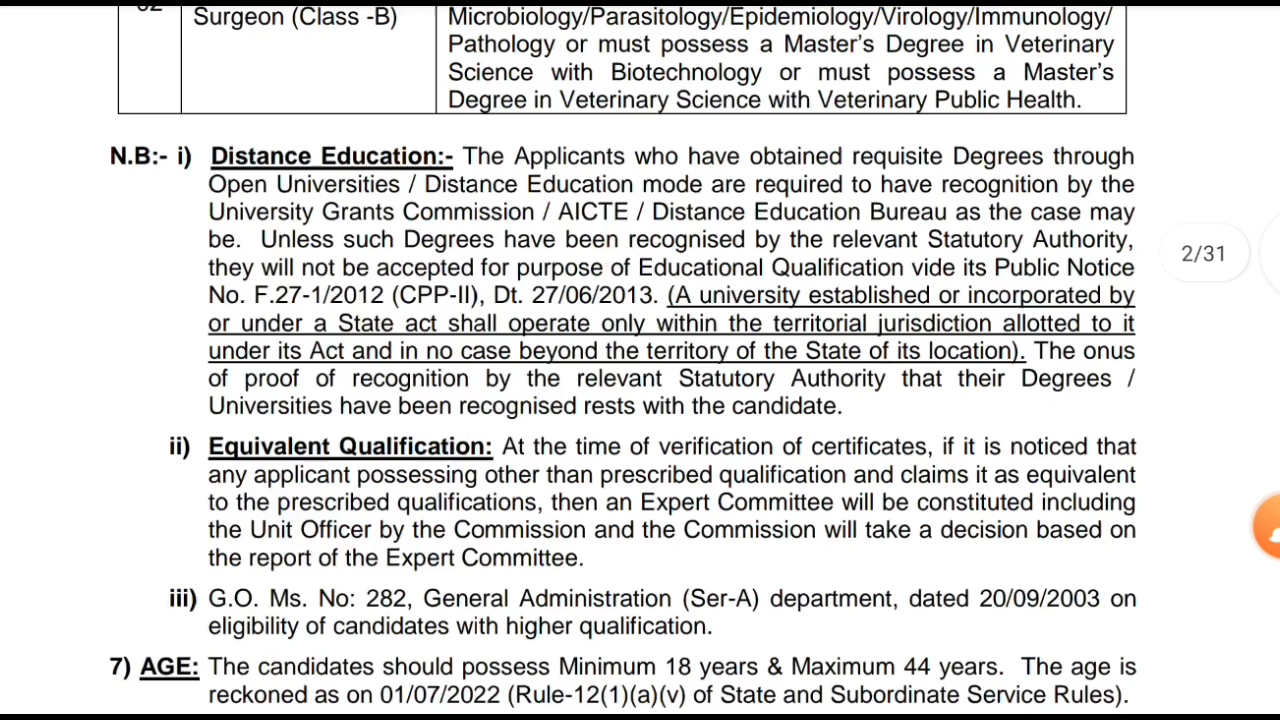 Surgeon (Class -B)
Microbiology/Parasitology/Epidemiology/Virology/Immunology/
Pathology or must possess a Master's Degree in Veterinary
Science with Biotechnology or must possess a Master's
Degree in Veterinary Science with Veterinary Public Health.
N.B:- i) Distance Education:- The Applicants who have obtained requisite Degrees through
Open Universities / Distance Education mode are required to have recognition by the
University Grants Commission / AICTE / Distance Education Bureau as the case may
be. Unless such Degrees have been recognised by the relevant Statutory Authority,
they will not be accepted for purpose of Educational Qualification vide its Public Notice
No. F.27-1/2012 (CPP-II), Dt. 27/06/2013. (A university established or incorporated by
or under a State act shall operate only within the territorial jurisdiction allotted to it
under its Act and in no case beyond the territory of the State of its location). The onus
of proof of recognition by the relevant Statutory Authority that their Degrees /
Universities have been recognised rests with the candidate.
2/31
ii) Equivalent Qualification: At the time of verification of certificates, if it is noticed that
any applicant possessing other than prescribed qualification and claims it as equivalent
to the prescribed qualifications, then an Expert Committee will be constituted including
the Unit Officer by the Commission and the Commission will take a decision based on
the report of the Expert Committee.
iii) G.O. Ms. No: 282, General Administration (Ser-A) department, dated 20/09/2003 on
eligibility of candidates with higher qualification.
7) AGE: The candidates should possess Minimum 18 years & Maximum 44 years. The age is
reckoned as on 01/07/2022 (Rule-12(1)(a)(v) of State and Subordinate Service Rules).